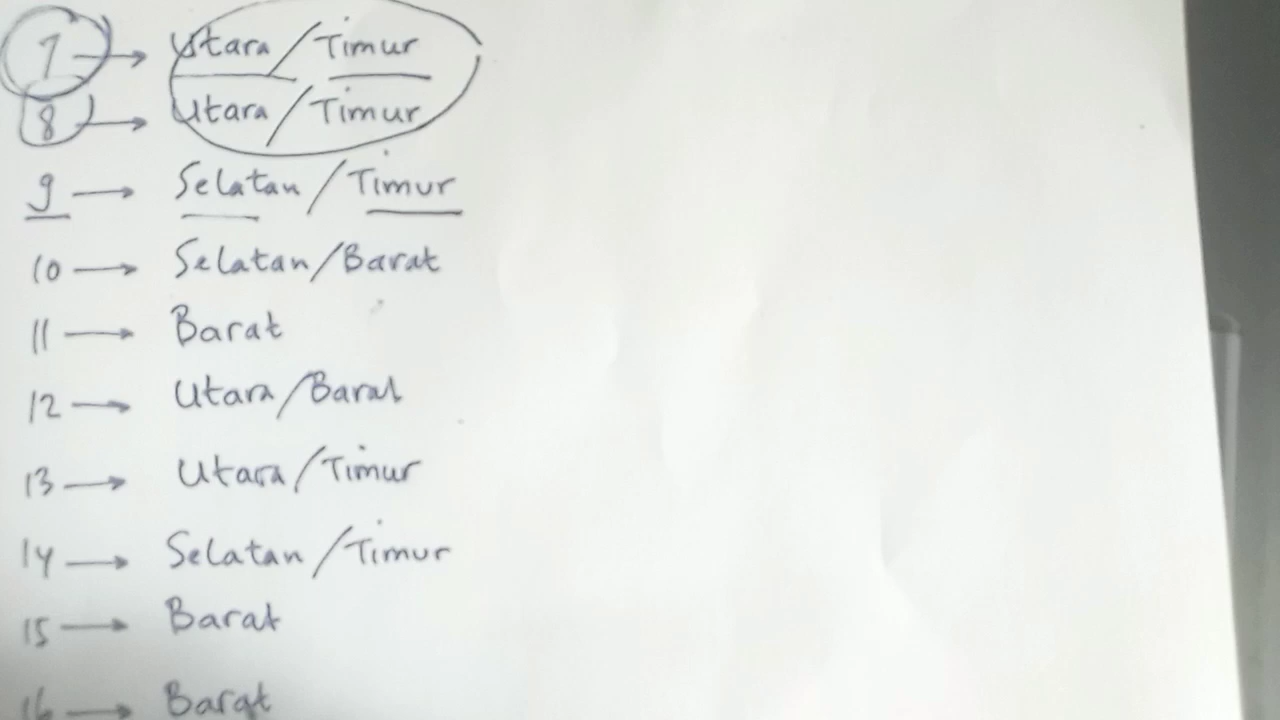 7 → Utara / Timur
8 → Utara / Timur
9 → Selatan / Timur
10 → Selatan / Barat
11 → Barat
12 → Utara / Barat
13 → Utara / Timur
14 → Selatan / Timur
15 → Barat
16 → Barat